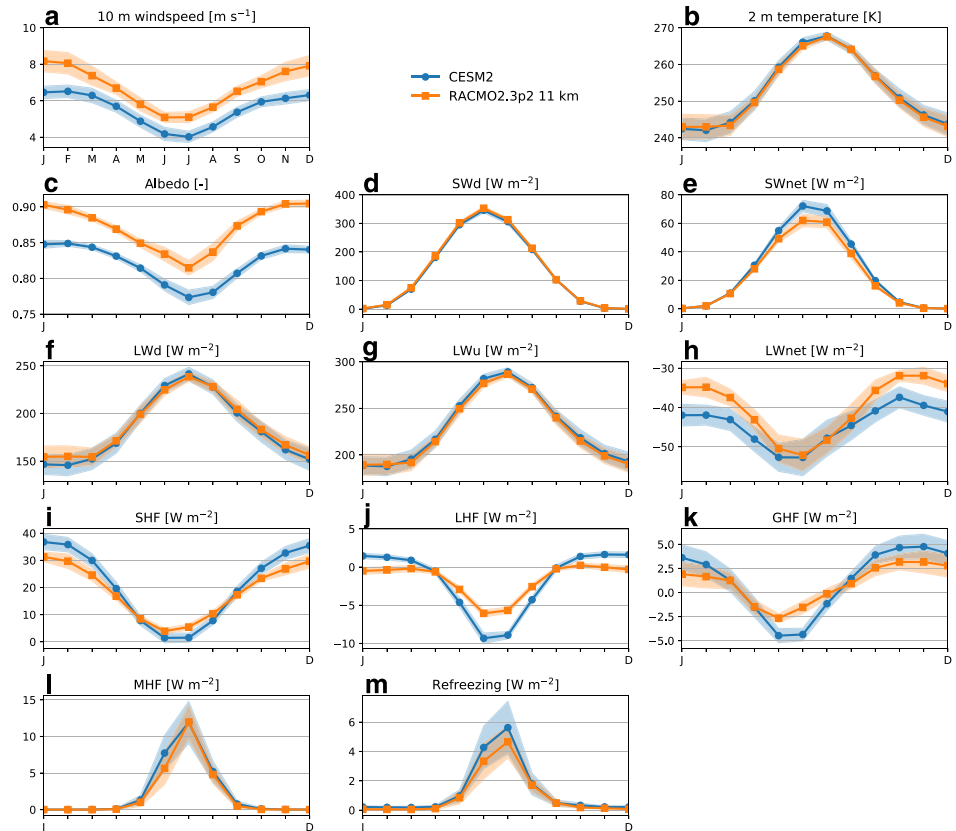 a 10 m windspeed [m s⁻¹]
10
8
6
4
J F M A M J J A S O N D
CESM2
RACMO2.3p2 11 km
b 2 m temperature [K]
270
260
250
240
J D
c Albedo [-]
0.90
0.85
0.80
0.75
J D
d SWd [W m⁻²]
400
300
200
100
0
J D
e SWnet [W m⁻²]
80
60
40
20
0
J D
f LWd [W m⁻²]
250
200
150
J D
g LWu [W m⁻²]
300
250
200
J D
h LWnet [W m⁻²]
−30
−40
−50
J D
i SHF [W m⁻²]
40
30
20
10
0
J D
j LHF [W m⁻²]
5
0
−5
−10
J D
k GHF [W m⁻²]
5.0
2.5
0.0
−2.5
−5.0
J D
l MHF [W m⁻²]
15
10
5
0
J D
m Refreezing [W m⁻²]
6
4
2
0
J D